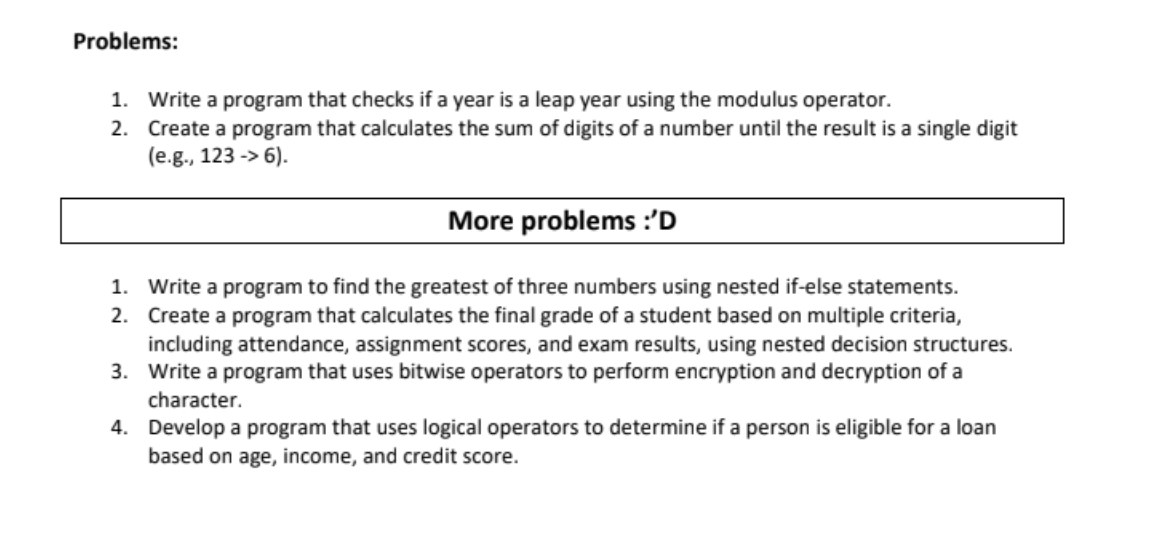 Problems:
1. Write a program that checks if a year is a leap year using the modulus operator.
2. Create a program that calculates the sum of digits of a number until the result is a single digit
(e.g., 123 -> 6).
More problems :’D
1. Write a program to find the greatest of three numbers using nested if-else statements.
2. Create a program that calculates the final grade of a student based on multiple criteria,
including attendance, assignment scores, and exam results, using nested decision structures.
3. Write a program that uses bitwise operators to perform encryption and decryption of a
character.
4. Develop a program that uses logical operators to determine if a person is eligible for a loan
based on age, income, and credit score.